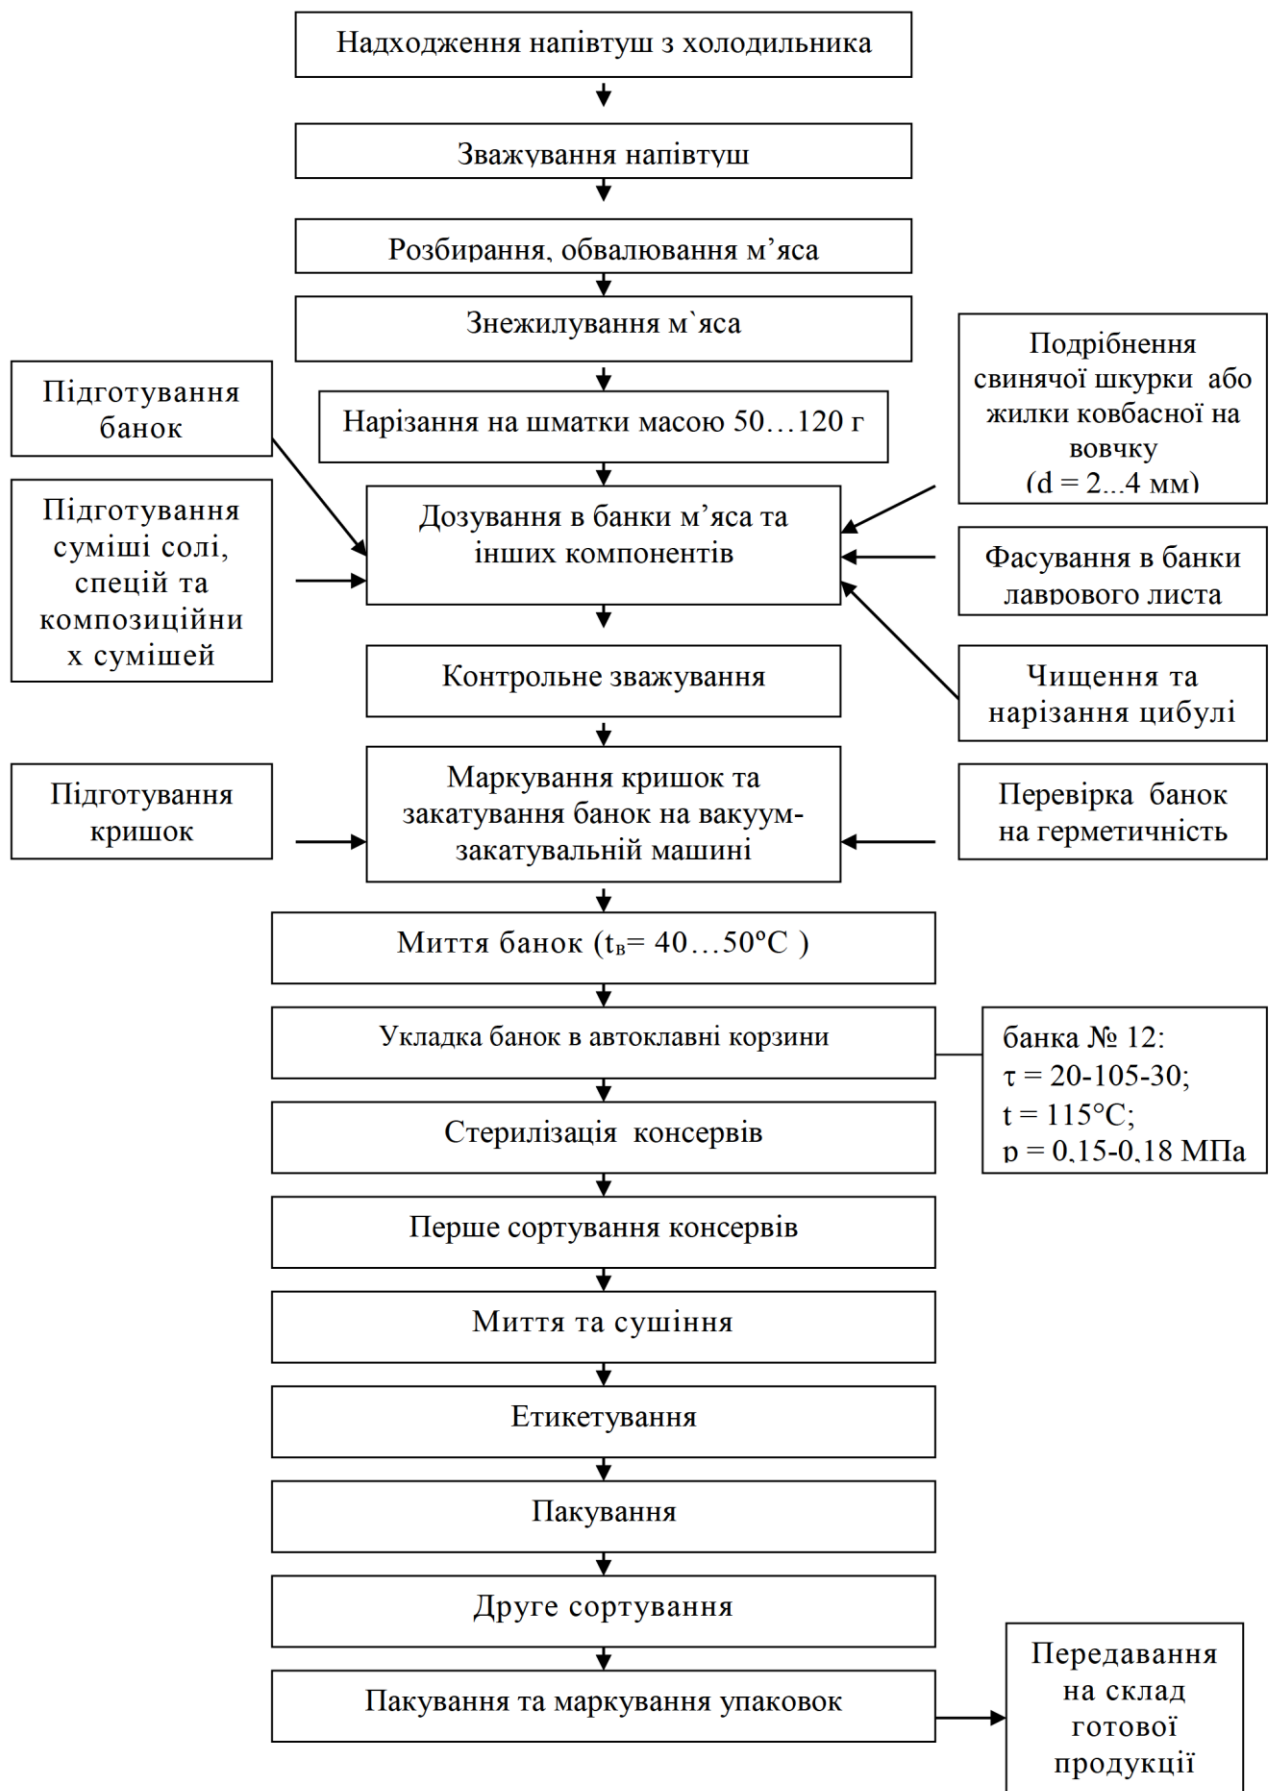 Надходження напівтуш з холодильника
Зважування напівтуш
Розбирання, обвалювання м’яса
Знежилування м`яса
Підготування
банок
Нарізання на шматки масою 50…120 г
Подрібнення
свинячої шкурки або
жилки ковбасної на
вовчку
(d = 2...4 мм)
Підготування
суміші солі,
спецій та
композиційни
х сумішей
Дозування в банки м’яса та
інших компонентів
Фасування в банки
лаврового листа
Контрольне зважування
Чищення та
нарізання цибулі
Підготування
кришок
Маркування кришок та
закатування банок на вакуум-
закатувальній машині
Перевірка банок
на герметичність
Миття банок (tв= 40…50ºС )
Укладка банок в автоклавні корзини
банка № 12:
τ = 20-105-30;
t = 115°С;
р = 0,15-0,18 МПа
Стерилізація консервів
Перше сортування консервів
Миття та сушіння
Етикетування
Пакування
Друге сортування
Пакування та маркування упаковок
Передавання
на склад
готової
продукції